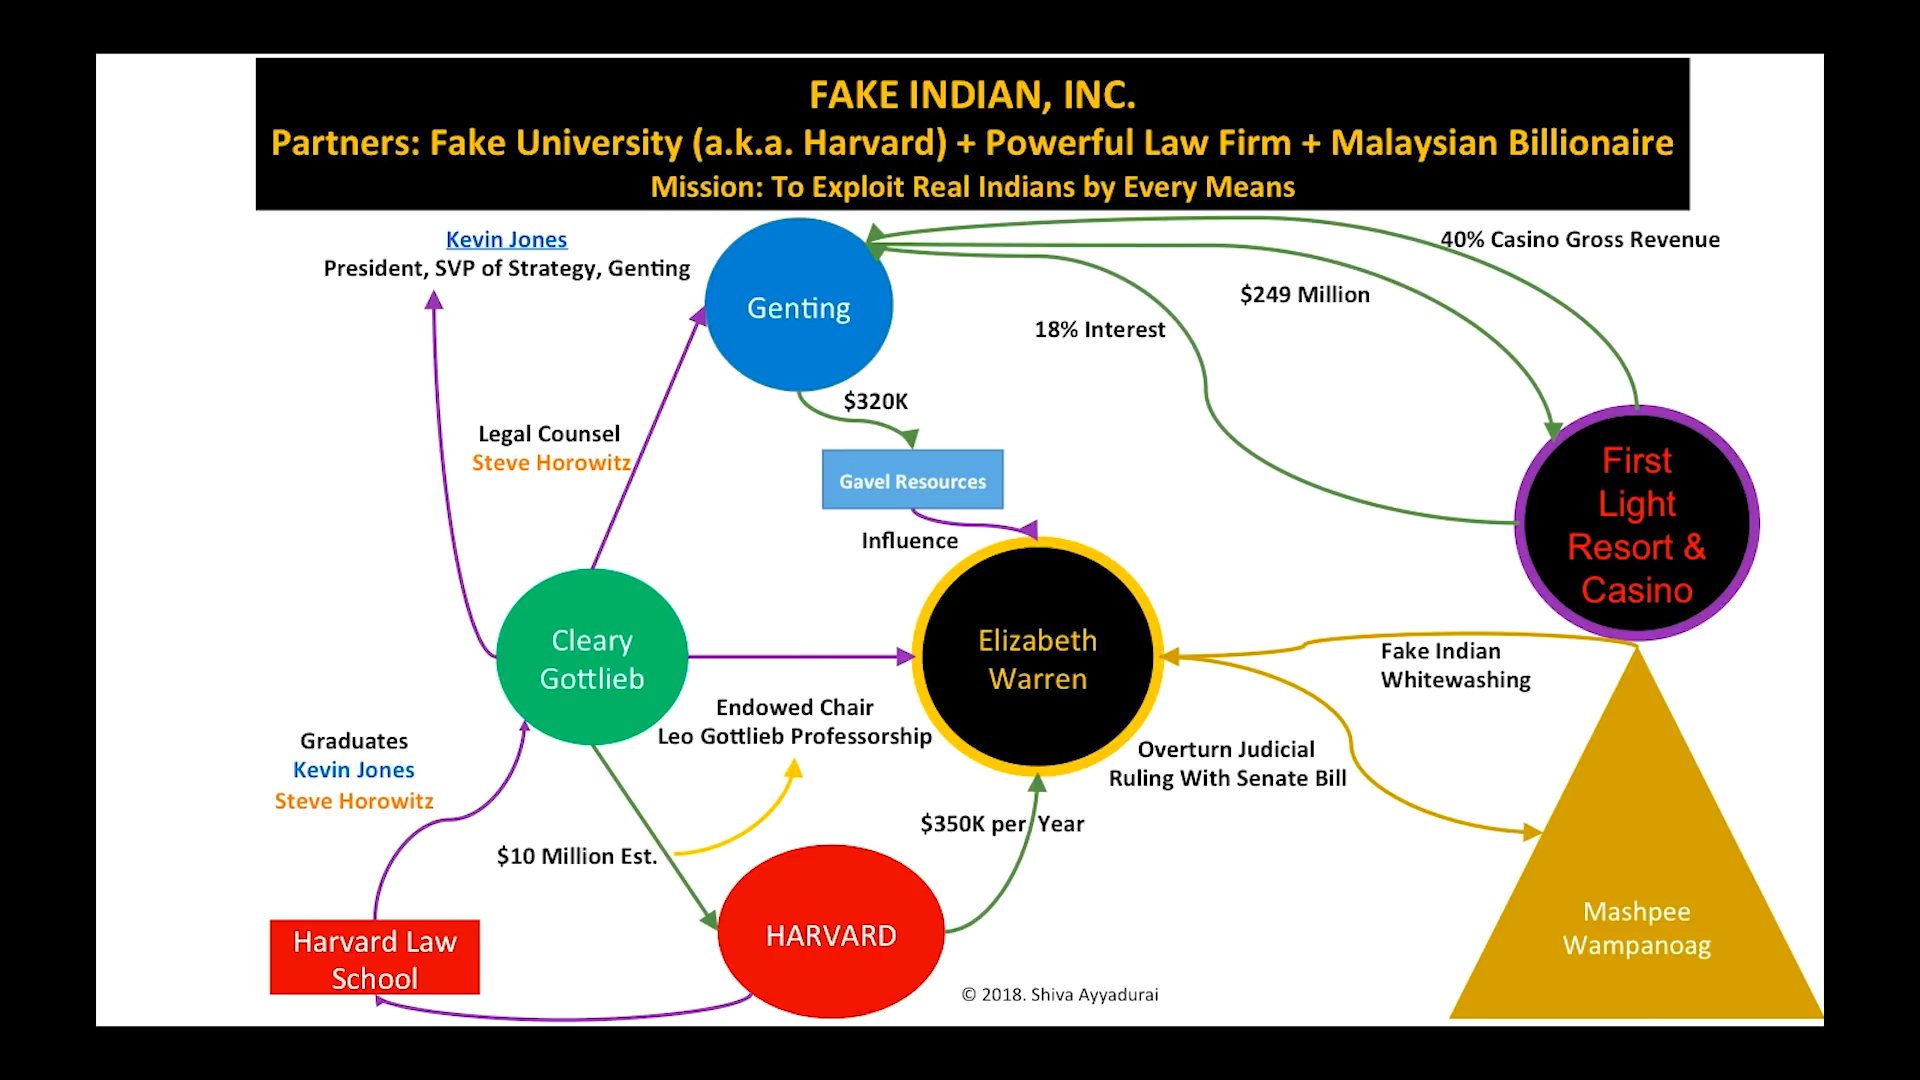 FAKE INDIAN, INC.
Partners: Fake University (a.k.a. Harvard) + Powerful Law Firm + Malaysian Billionaire
Mission: To Exploit Real Indians by Every Means
Kevin Jones
President, SVP of Strategy, Genting
Genting
40% Casino Gross Revenue
$249 Million
18% Interest
$320K
Legal Counsel
Steve Horowitz
Gavel Resources
Influence
First
Light
Resort &
Casino
Cleary
Gottlieb
Elizabeth
Warren
Fake Indian
Whitewashing
Endowed Chair
Leo Gottlieb Professorship
Overturn Judicial
Ruling With Senate Bill
Graduates
Kevin Jones
Steve Horowitz
$350K per Year
$10 Million Est.
HARVARD
Harvard Law
School
Mashpee
Wampanoag
© 2018. Shiva Ayyadurai